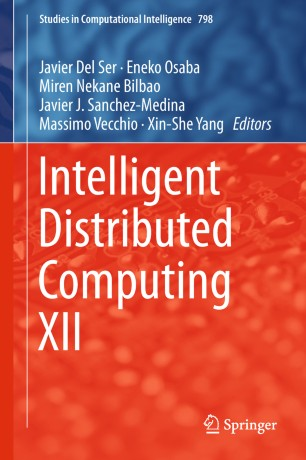 Studies in Computational Intelligence 798
Javier Del Ser · Eneko Osaba
Miren Nekane Bilbao
Javier J. Sanchez-Medina
Massimo Vecchio · Xin-She Yang Editors
Intelligent
Distributed
Computing
XII
Springer